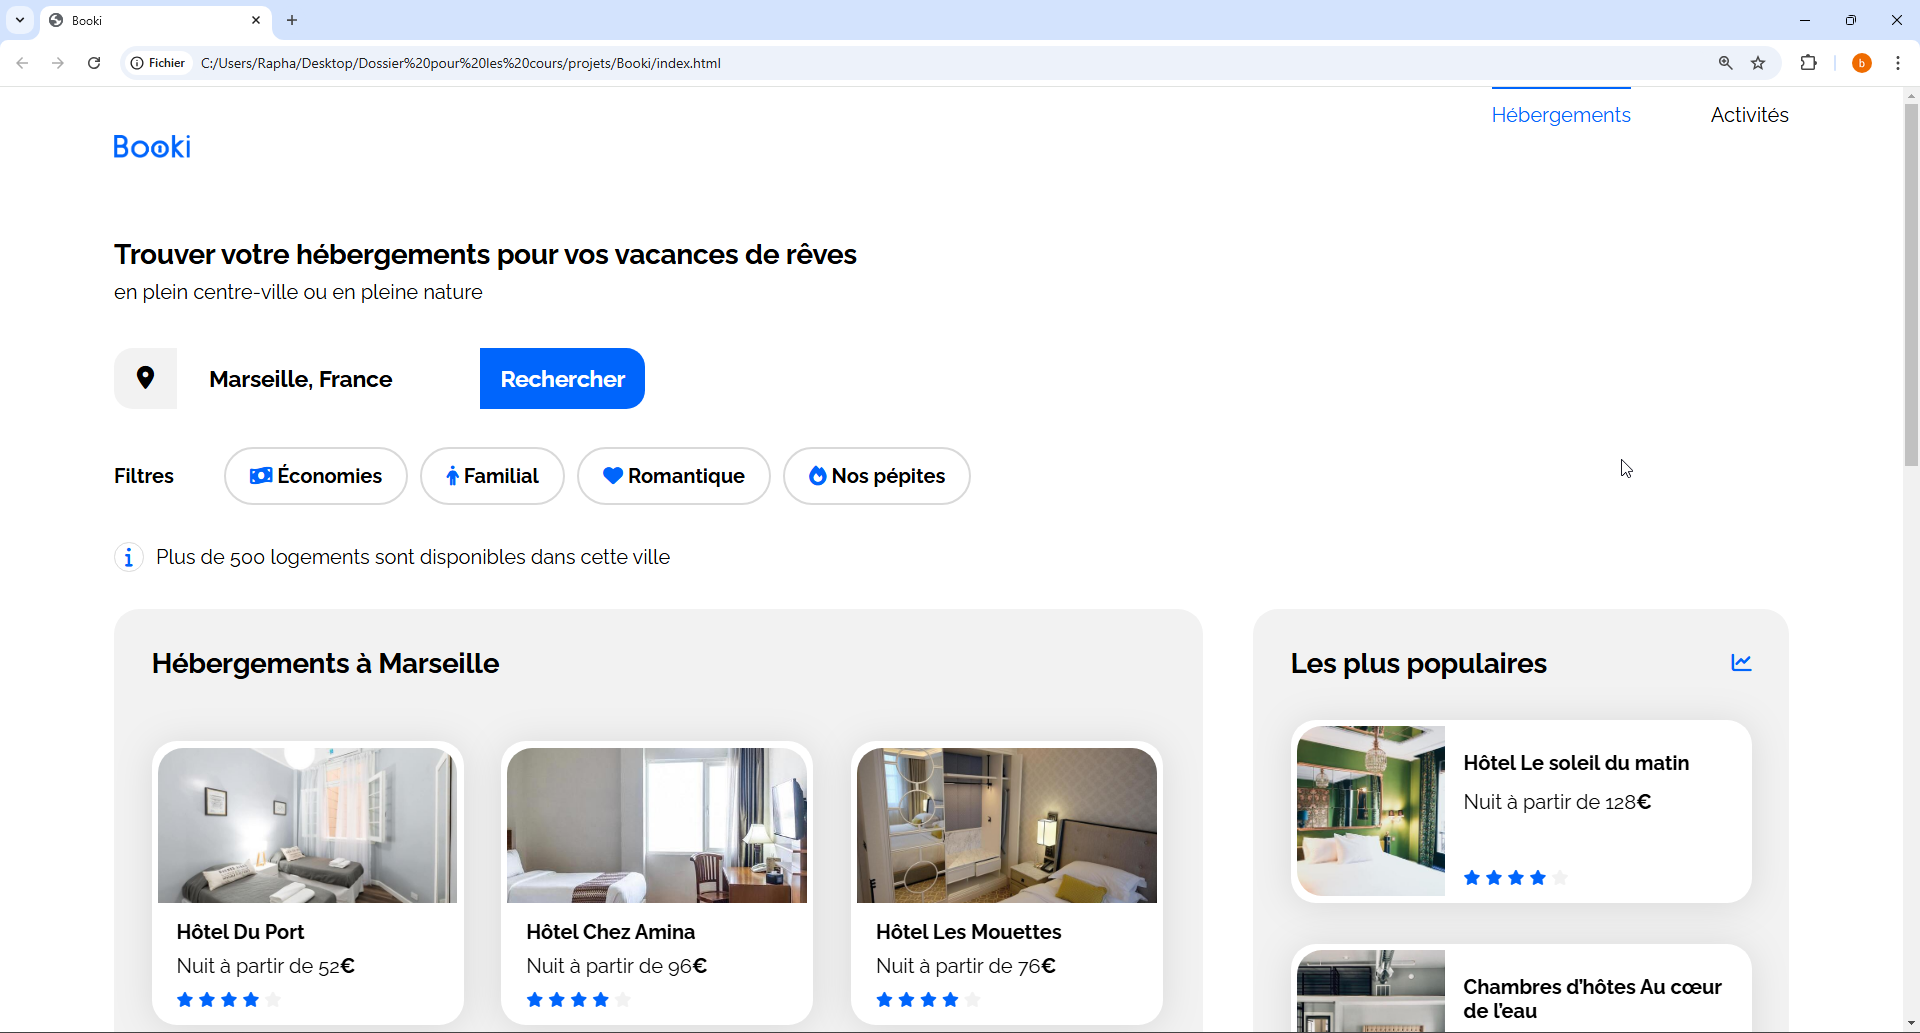 Booki
Fichier C:/Users/Rapha/Desktop/Dossier%20pour%20les%20cours/projets/Booki/index.html
b
Hébergements Activités
Booki
Trouver votre hébergements pour vos vacances de rêves
en plein centre-ville ou en pleine nature
Marseille, France Rechercher
Filtres Économies Familial Romantique Nos pépites
Plus de 500 logements sont disponibles dans cette ville
Hébergements à Marseille
Hôtel Du Port
Nuit à partir de 52€
Hôtel Chez Amina
Nuit à partir de 96€
Hôtel Les Mouettes
Nuit à partir de 76€
Les plus populaires
Hôtel Le soleil du matin
Nuit à partir de 128€
Chambres d’hôtes Au cœur
de l’eau